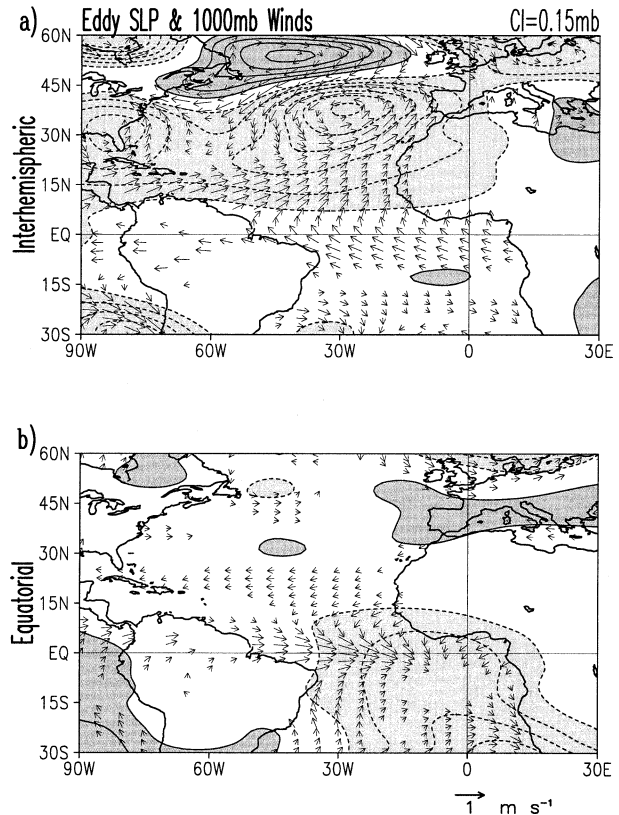 a) Eddy SLP & 1000mb Winds CI=0.15mb
60N
45N
30N
15N
EQ
15S
30S
Interhemispheric
90W 60W 30W 0 30E
b)
60N
45N
30N
15N
EQ
15S
30S
Equatorial
90W 60W 30W 0 30E
1 m s⁻¹